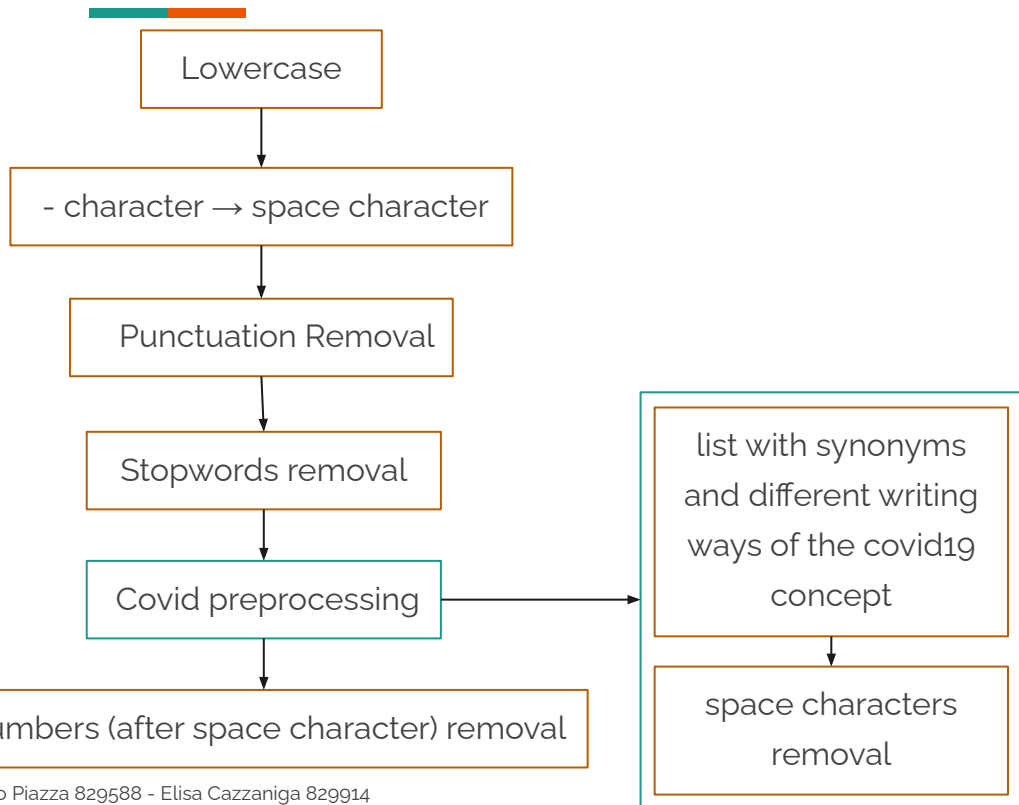 Lowercase
- character → space character
Punctuation Removal
Stopwords removal
Covid preprocessing
(after space character) removal
list with synonyms
and different writing
ways of the covid19
concept
space characters
removal
Piazza 829588 - Elisa Cazzaniga 829914